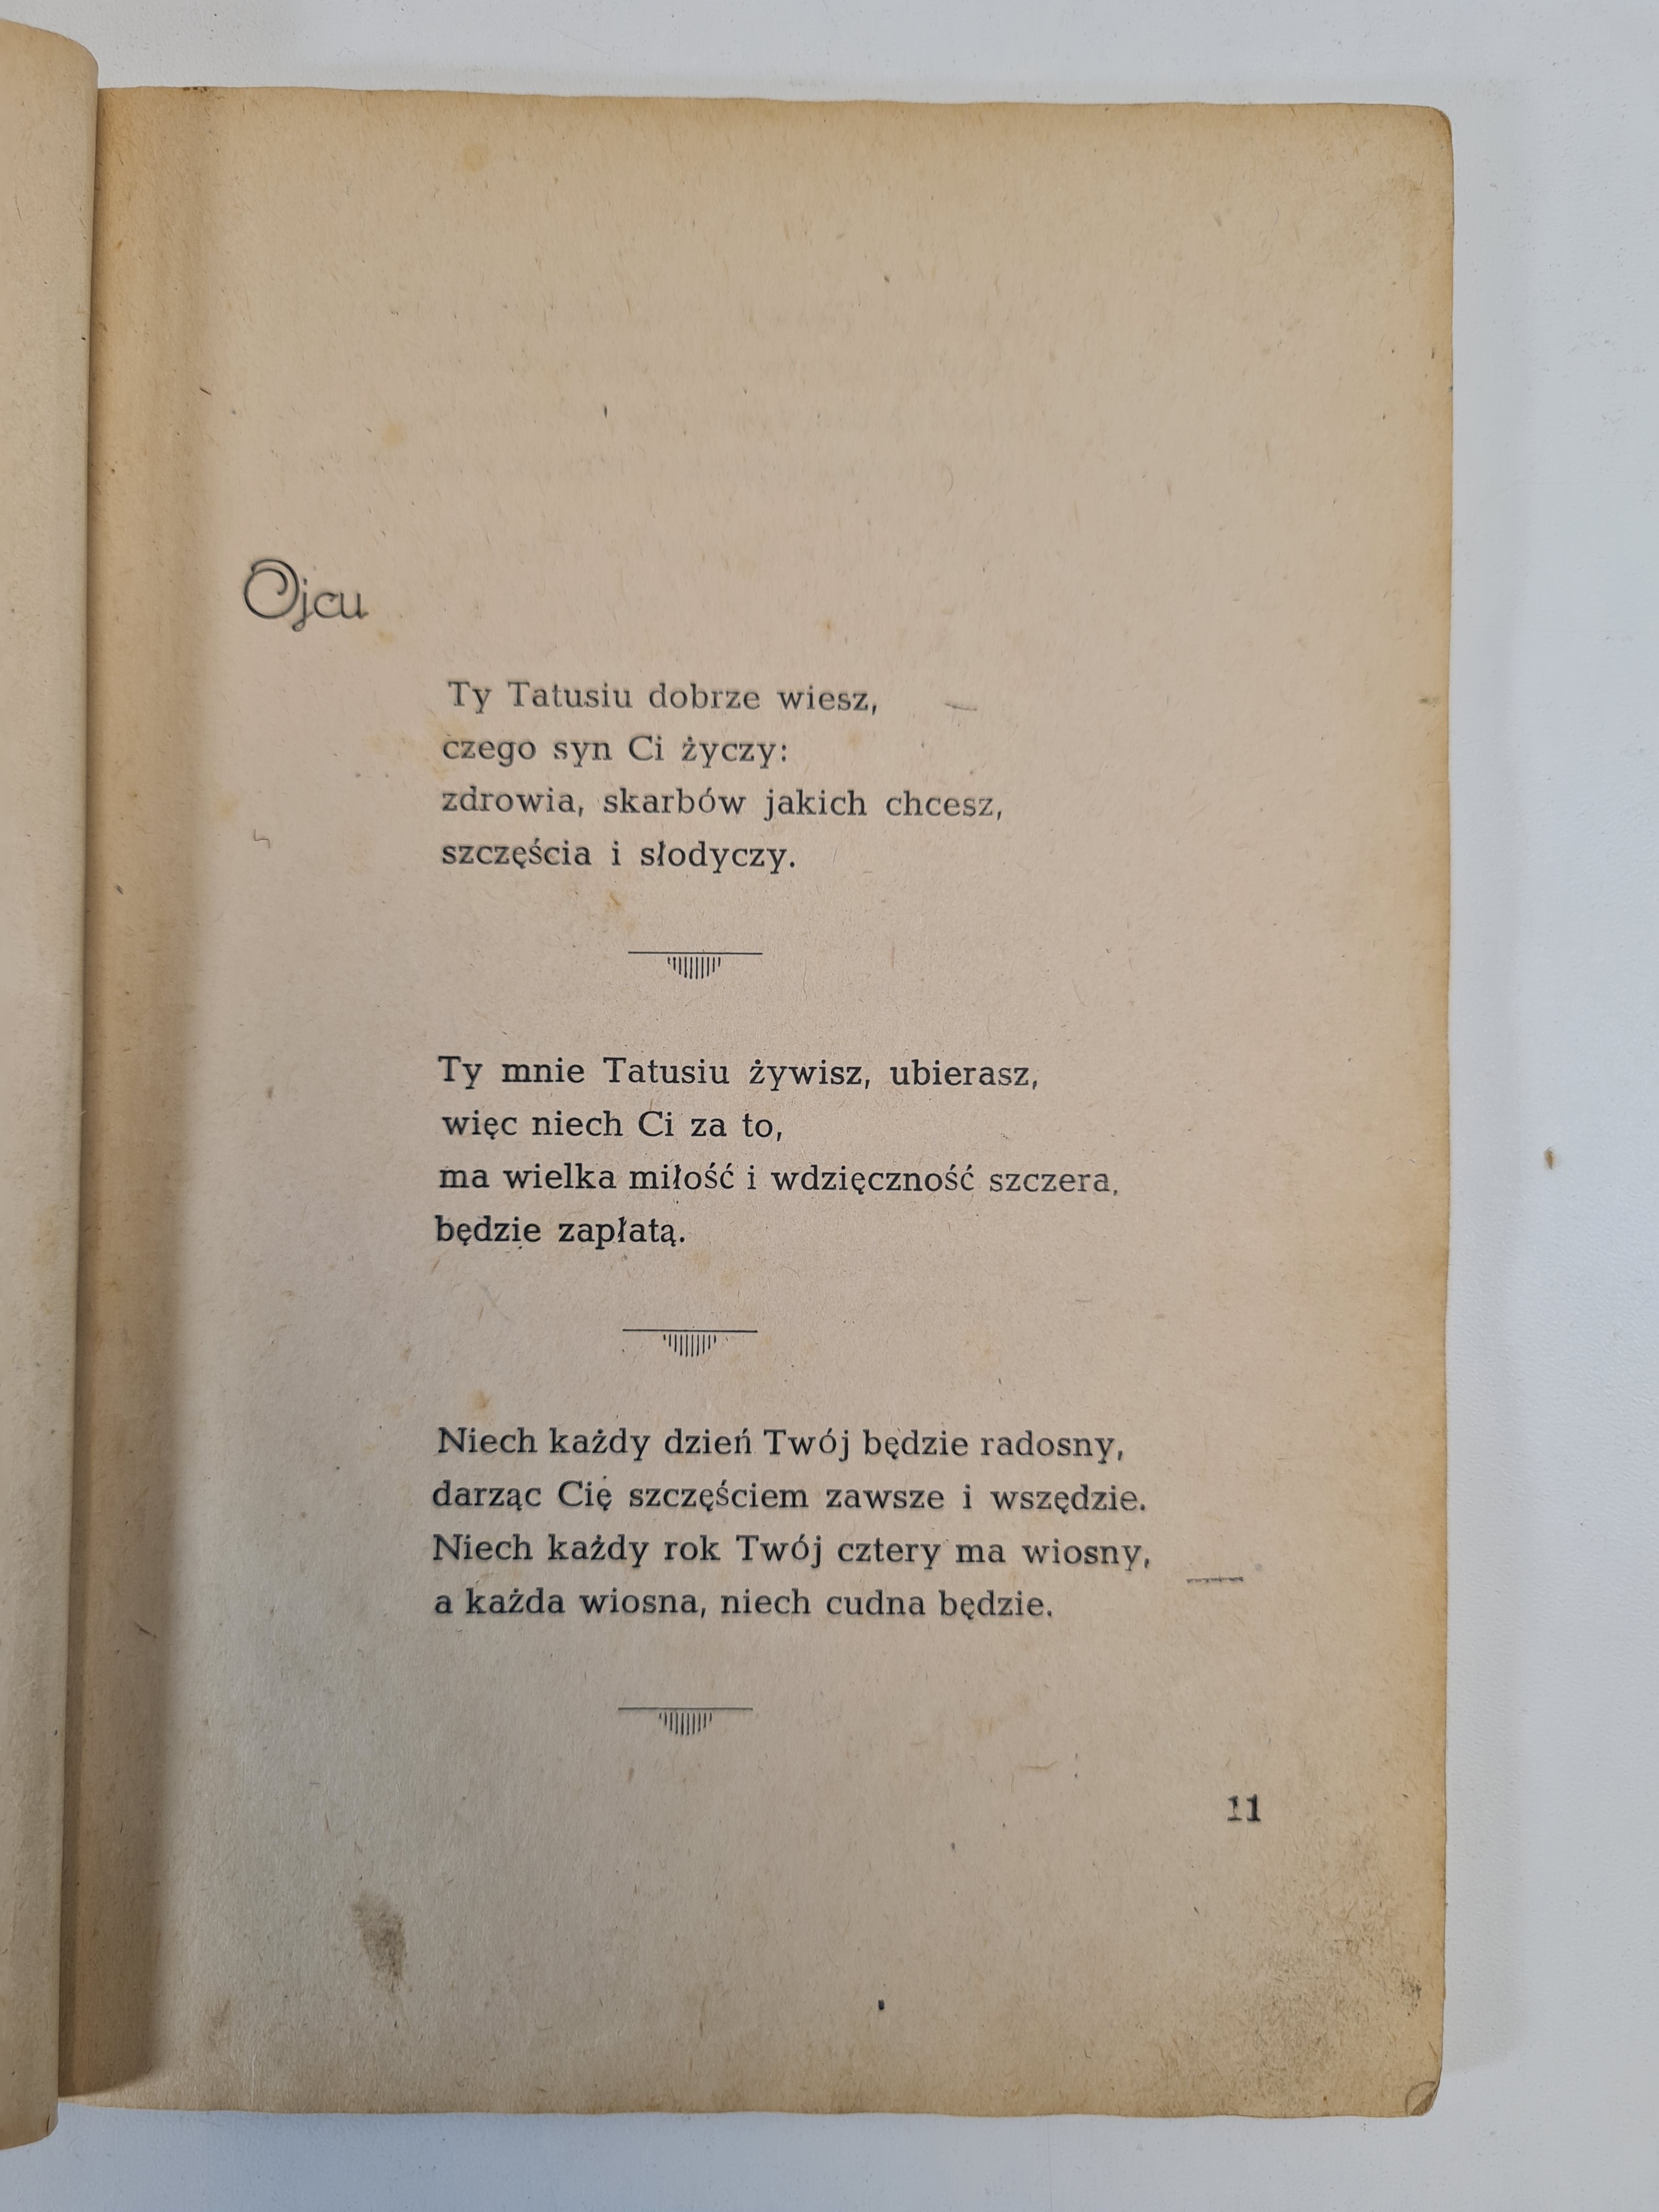 Ojcu
Ty Tatusiu dobrze wiesz,
czego syn Ci życzy:
zdrowia, skarbów jakich chcesz,
szczęścia i słodyczy.
Ty mnie Tatusiu żywisz, ubierasz,
więc niech Ci za to,
ma wielka miłość i wdzięczność szczera,
będzie zapłatą.
Niech każdy dzień Twój będzie radosny,
darząc Cię szczęściem zawsze i wszędzie.
Niech każdy rok Twój cztery ma wiosny,
a każda wiosna, niech cudna będzie.
11